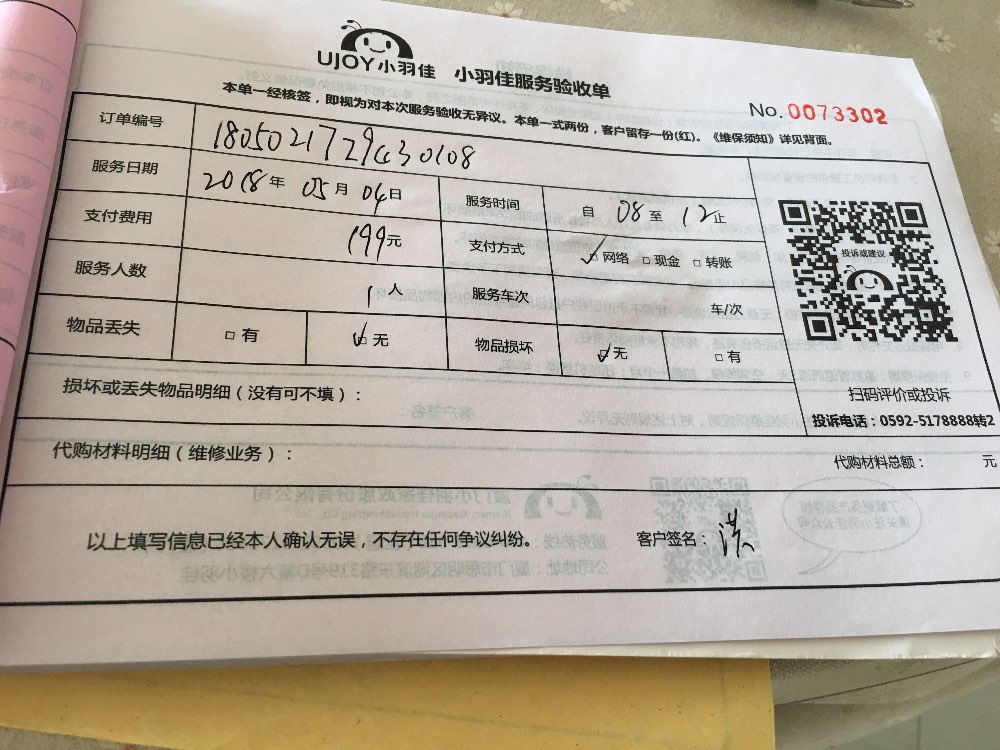 UJOY小羽佳 小羽佳服务验收单
No. 0073302
本单一经核签，即视为对本次服务验收无异议。本单一式两份，客户留存一份(红)。《维保须知》详见背面。
订单编号
服务日期 2018年05月04日 服务时间 自08至12止
支付费用 199元 支付方式 ☑网络 □现金 □转账
服务人数 1人 服务车次 车/次
物品丢失 □有 ☑无 物品损坏 ☑无 □有
投诉或建议
扫码评价或投诉
投诉电话：0592-5178888转2
损坏或丢失物品明细（没有可不填）：
代购材料明细（维修业务）： 代购材料总额： 元
以上填写信息已经本人确认无误，不存在任何争议纠纷。 客户签名：洪